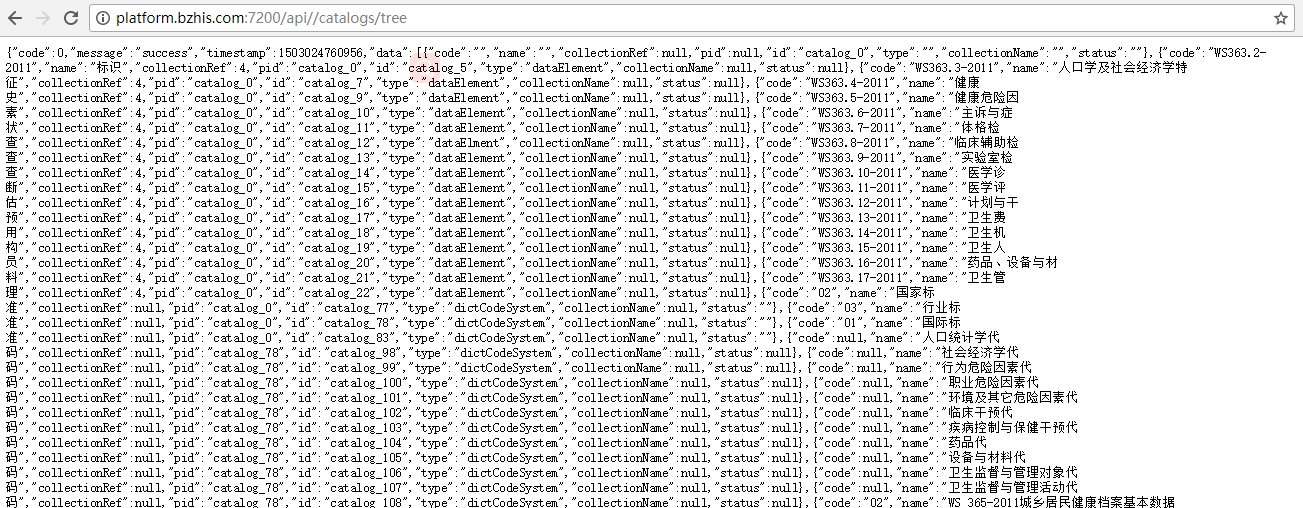 platform.bzhis.com:7200/api//catalogs/tree
{"code":0,"message":"success","timestamp":1503024760956,"data":[{"code":"","name":"","collectionRef":null,"pid":null,"id":"catalog_0","type":"","collectionName":"","status":""},{"code":"WS363.2-
2011","name":"标识","collectionRef":4,"pid":"catalog_0","id":"catalog_5","type":"dataElement","collectionName":null,"status":null},{"code":"WS363.3-2011","name":"人口学及社会经济学特
征","collectionRef":4,"pid":"catalog_0","id":"catalog_7","type":"dataElement","collectionName":null,"status":null},{"code":"WS363.4-2011","name":"健康
史","collectionRef":4,"pid":"catalog_0","id":"catalog_9","type":"dataElement","collectionName":null,"status":null},{"code":"WS363.5-2011","name":"健康危险因
素","collectionRef":4,"pid":"catalog_0","id":"catalog_10","type":"dataElement","collectionName":null,"status":null},{"code":"WS363.6-2011","name":"主诉与症
状","collectionRef":4,"pid":"catalog_0","id":"catalog_11","type":"dataElement","collectionName":null,"status":null},{"code":"WS363.7-2011","name":"体格检
查","collectionRef":4,"pid":"catalog_0","id":"catalog_12","type":"dataElment","collectionName":null,"status":null},{"code":"WS363.8-2011","name":"临床辅助检
查","collectionRef":4,"pid":"catalog_0","id":"catalog_13","type":"dataElement","collectionName":null,"status":null},{"code":"WS363.9-2011","name":"实验室检
查","collectionRef":4,"pid":"catalog_0","id":"catalog_14","type":"dataElement","collectionName":null,"status":null},{"code":"WS363.10-2011","name":"医学诊
断","collectionRef":4,"pid":"catalog_0","id":"catalog_15","type":"dataElement","collectionName":null,"status":null},{"code":"WS363.11-2011","name":"医学评
估","collectionRef":4,"pid":"catalog_0","id":"catalog_16","type":"dataElement","collectionName":null,"status":null},{"code":"WS363.12-2011","name":"计划与干
预","collectionRef":4,"pid":"catalog_0","id":"catalog_17","type":"dataElement","collectionName":null,"status":null},{"code":"WS363.13-2011","name":"卫生费
用","collectionRef":4,"pid":"catalog_0","id":"catalog_18","type":"dataElement","collectionName":null,"status":null},{"code":"WS363.14-2011","name":"卫生机
构","collectionRef":4,"pid":"catalog_0","id":"catalog_19","type":"dataElement","collectionName":null,"status":null},{"code":"WS363.15-2011","name":"卫生人
员","collectionRef":4,"pid":"catalog_0","id":"catalog_20","type":"dataElement","collectionName":null,"status":null},{"code":"WS363.16-2011","name":"药品、设备与材
料","collectionRef":4,"pid":"catalog_0","id":"catalog_21","type":"dataElement","collectionName":null,"status":null},{"code":"WS363.17-2011","name":"卫生管
理","collectionRef":4,"pid":"catalog_0","id":"catalog_22","type":"dataElement","collectionName":null,"status":null},{"code":"02","name":"国家标
准","collectionRef":null,"pid":"catalog_0","id":"catalog_77","type":"dictCodeSystem","collectionName":null,"status":""},{"code":"03","name":"行业标
准","collectionRef":null,"pid":"catalog_0","id":"catalog_78","type":"dictCodeSystem","collectionName":null,"status":""},{"code":"01","name":"国际标
准","collectionRef":null,"pid":"catalog_0","id":"catalog_83","type":"dictCodeSystem","collectionName":null,"status":""},{"code":null,"name":"人口统计学代
码","collectionRef":null,"pid":"catalog_78","id":"catalog_98","type":"dictCodeSystem","collectionName":null,"status":null},{"code":null,"name":"社会经济学代
码","collectionRef":null,"pid":"catalog_78","id":"catalog_99","type":"dictCodeSystem","collectionName":null,"status":null},{"code":null,"name":"行为危险因素代
码","collectionRef":null,"pid":"catalog_78","id":"catalog_100","type":"dictCodeSystem","collectionName":null,"status":null},{"code":null,"name":"职业危险因素代
码","collectionRef":null,"pid":"catalog_78","id":"catalog_101","type":"dictCodeSystem","collectionName":null,"status":null},{"code":null,"name":"环境及其它危险因素代
码","collectionRef":null,"pid":"catalog_78","id":"catalog_102","type":"dictCodeSystem","collectionName":null,"status":null},{"code":null,"name":"临床干预代
码","collectionRef":null,"pid":"catalog_78","id":"catalog_103","type":"dictCodeSystem","collectionName":null,"status":null},{"code":null,"name":"疾病控制与保健干预代
码","collectionRef":null,"pid":"catalog_78","id":"catalog_104","type":"dictCodeSystem","collectionName":null,"status":null},{"code":null,"name":"药品代
码","collectionRef":null,"pid":"catalog_78","id":"catalog_105","type":"dictCodeSystem","collectionName":null,"status":null},{"code":null,"name":"设备与材料代
码","collectionRef":null,"pid":"catalog_78","id":"catalog_106","type":"dictCodeSystem","collectionName":null,"status":null},{"code":null,"name":"卫生监督与管理对象代
码","collectionRef":null,"pid":"catalog_78","id":"catalog_107","type":"dictCodeSystem","collectionName":null,"status":null},{"code":null,"name":"卫生监督与管理活动代
码","collectionRef":null,"pid":"catalog_78","id":"catalog_108","type":"dictCodeSystem","collectionName":null,"status":null},{"code":"02","name":"WS 365-2011城乡居民健康档案基本数据